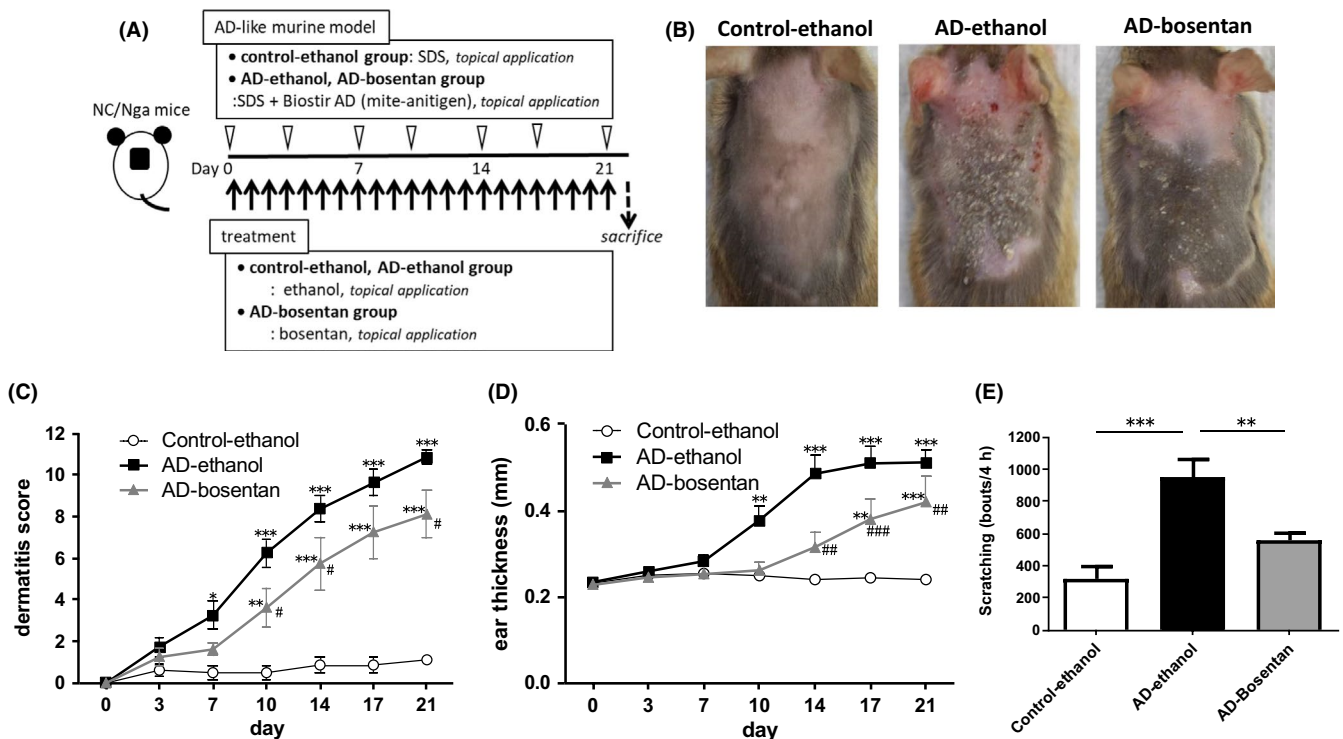 (A)
AD-like murine model
• control-ethanol group: SDS, topical application
• AD-ethanol, AD-bosentan group
:SDS + Biostir AD (mite-anitigen), topical application
NC/Nga mice
Day 0 7 14 21
treatment
sacrifice
• control-ethanol, AD-ethanol group
: ethanol, topical application
• AD-bosentan group
: bosentan, topical application
(B)
Control-ethanol AD-ethanol AD-bosentan
(C)
Control-ethanol
AD-ethanol
AD-bosentan
dermatitis score
12
10
8
6
4
2
0
* *** *** *** ***
** *** *** ***
# # #
0 3 7 10 14 17 21
day
(D)
Control-ethanol
AD-ethanol
AD-bosentan
ear thickness (mm)
0.6
0.4
0.2
0.0
** *** *** ***
** ***
## ### ##
0 3 7 10 14 17 21
day
(E)
*** **
Scratching (bouts/4 h)
1200
1000
800
600
400
200
0
Control-ethanol
AD-ethanol
AD-Bosentan